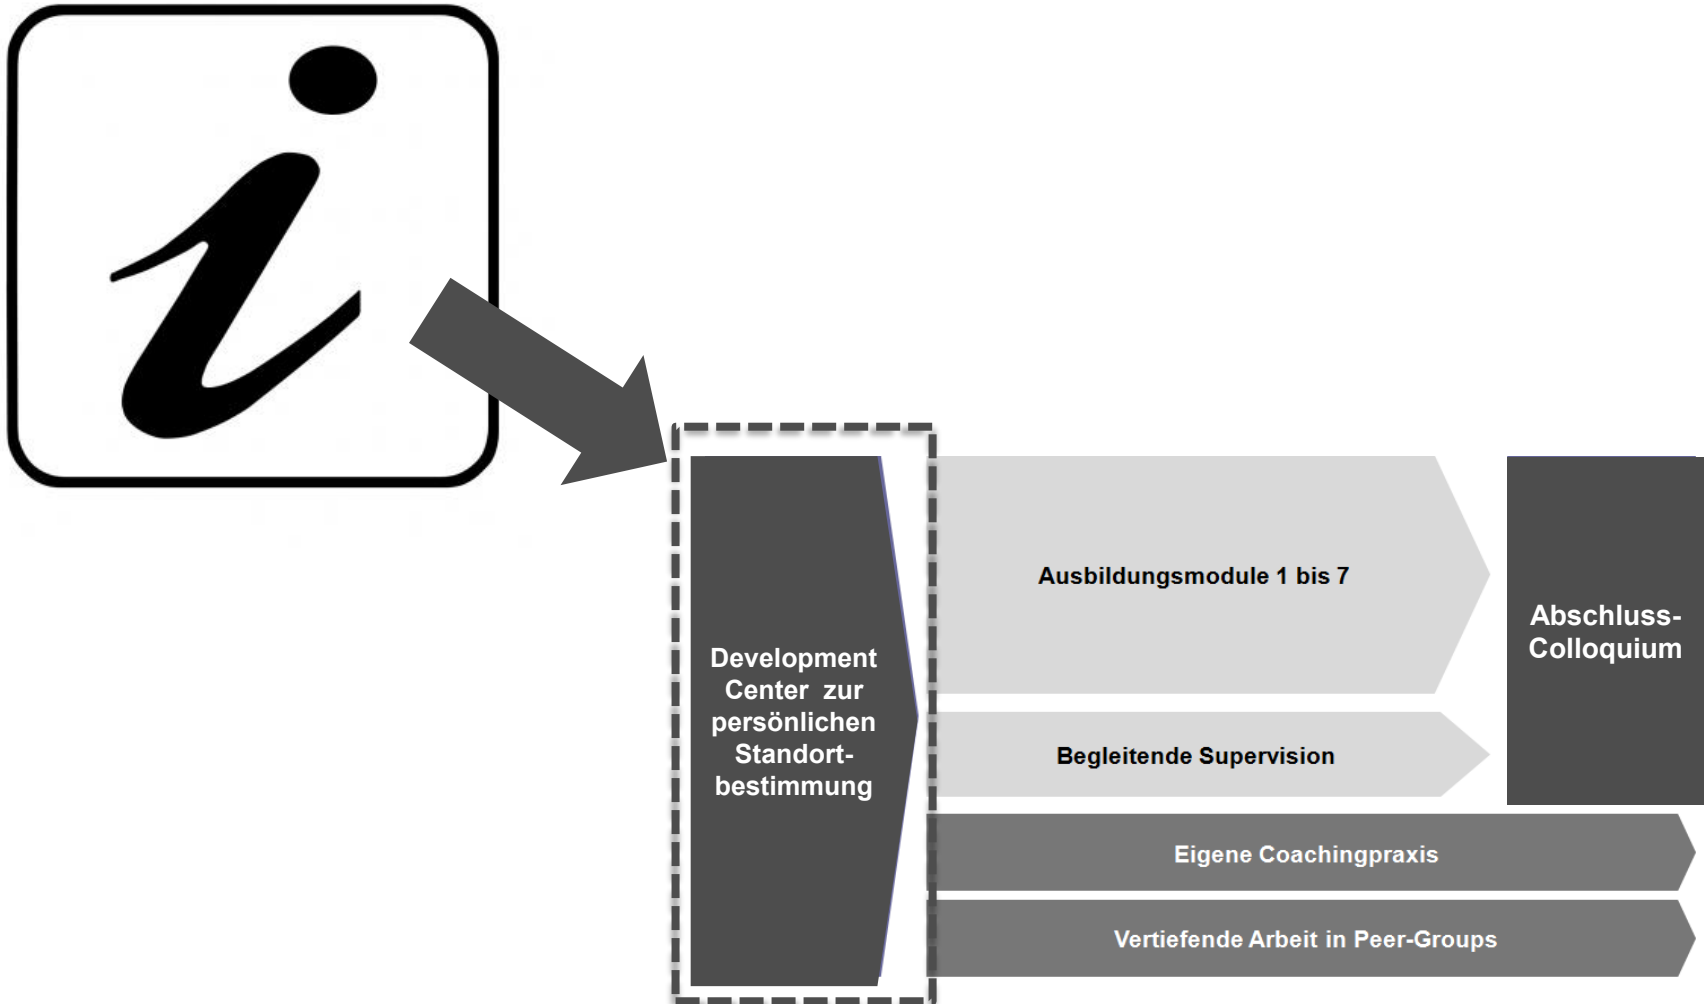 i
Development
Center zur
persönlichen
Standort-
bestimmung
Ausbildungsmodule 1 bis 7
Begleitende Supervision
Eigene Coachingpraxis
Vertiefende Arbeit in Peer-Groups
Abschluss-
Colloquium